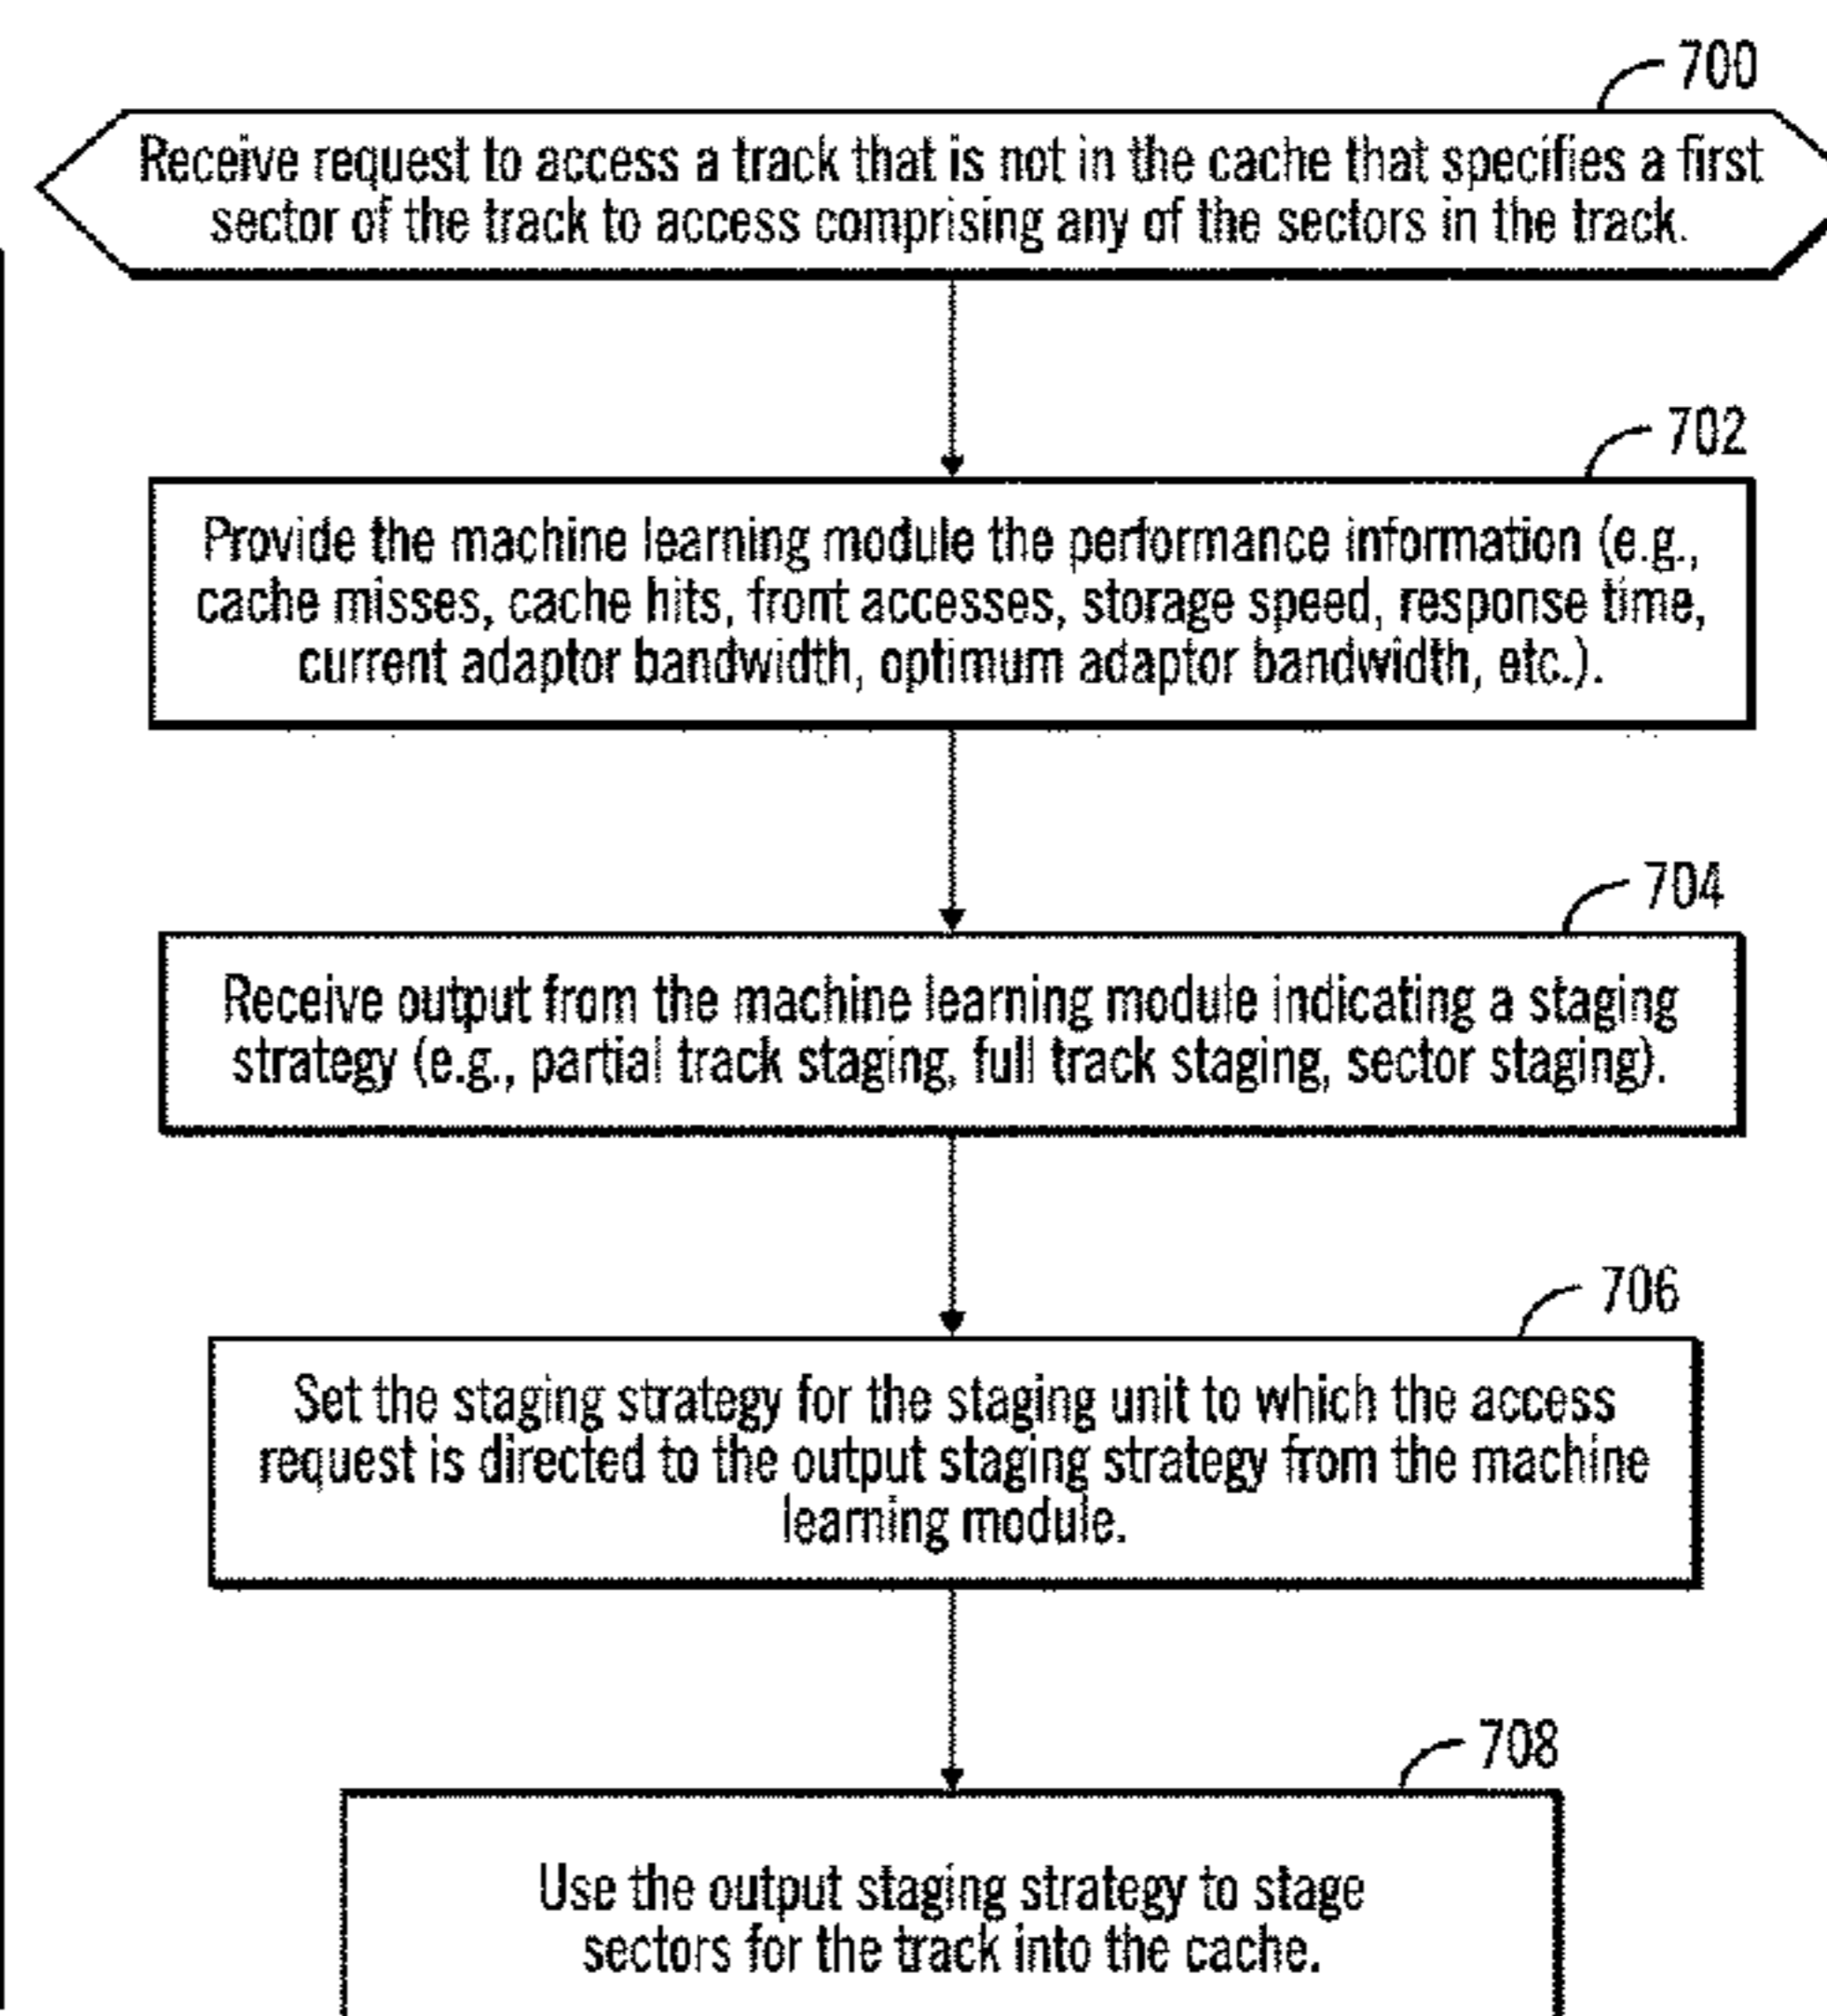 700
Receive request to access a track that is not in the cache that specifies a first
sector of the track to access comprising any of the sectors in the track.
702
Provide the machine learning module the performance information (e.g.,
cache misses, cache hits, front accesses, storage speed, response time,
current adaptor bandwidth, optimum adaptor bandwidth, etc.).
704
Receive output from the machine learning module indicating a staging
strategy (e.g., partial track staging, full track staging, sector staging).
706
Set the staging strategy for the staging unit to which the access
request is directed to the output staging strategy from the machine
learning module.
708
Use the output staging strategy to stage
sectors for the track into the cache.